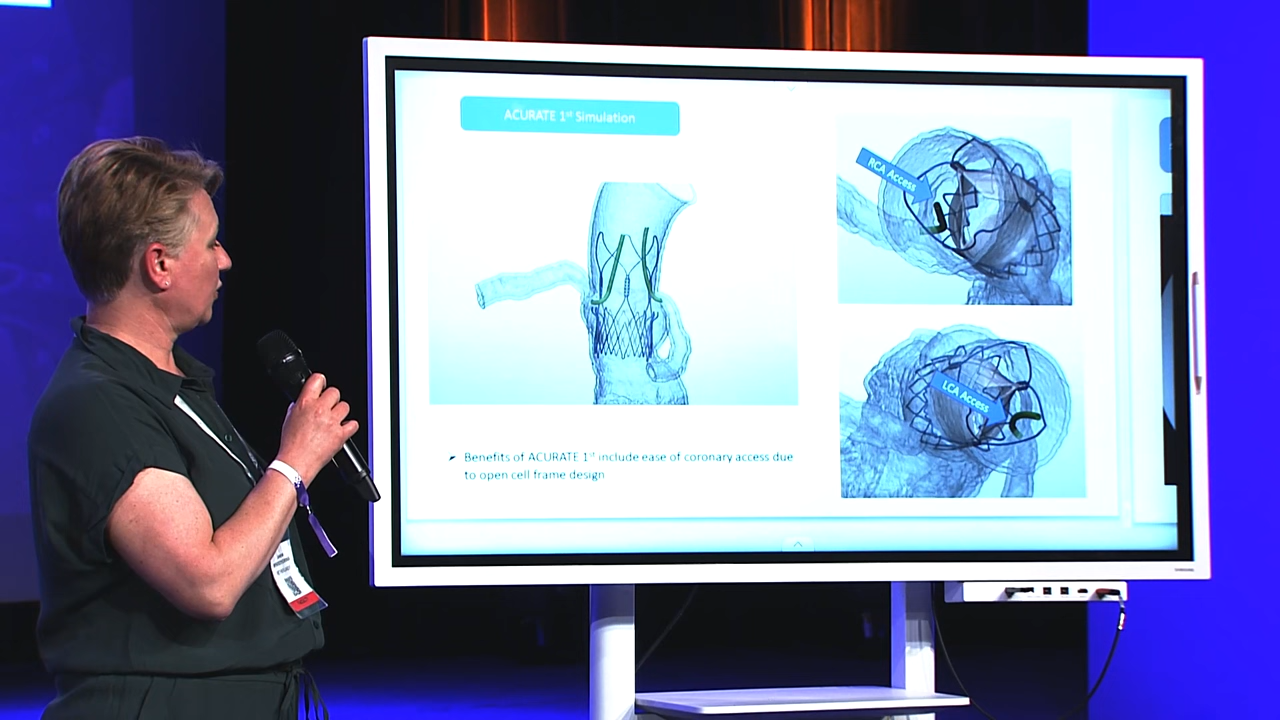 ACURATE 1st Simulation
RCA Access
LCA Access
➤ Benefits of ACURATE 1st include ease of coronary access due
to open cell frame design
SAMSUNG